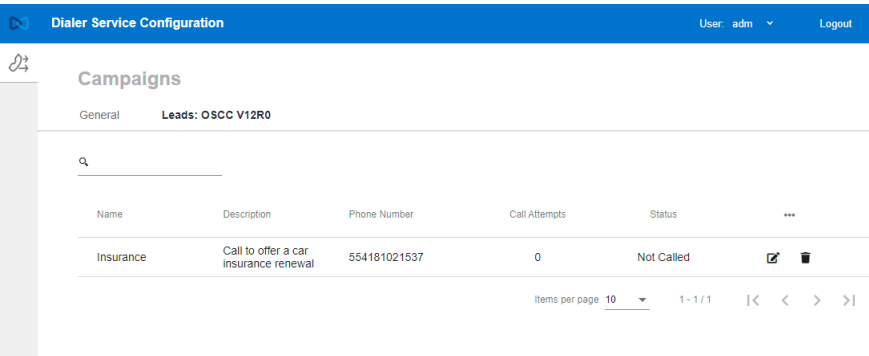 Dialer Service Configuration
User: adm
Logout
Campaigns
General
Leads: OSCC V12R0
Name
Description
Phone Number
Call Attempts
Status
Insurance
Call to offer a car
insurance renewal
554181021537
0
Not Called
Items per page 10
1 - 1 / 1